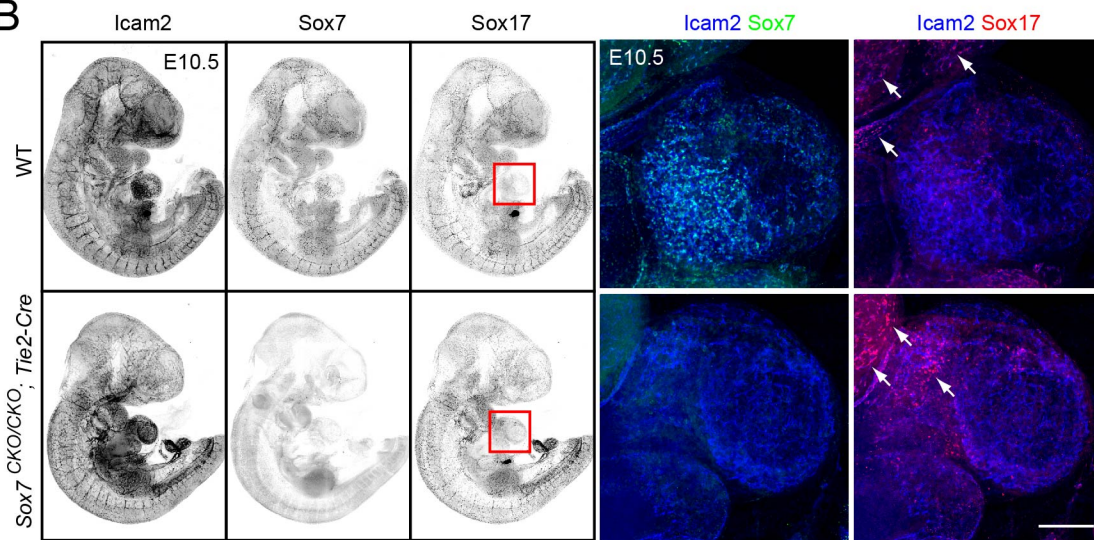 B
Icam2 Sox7 Sox17 Icam2 Sox7 Icam2 Sox17
E10.5 E10.5
WT
Sox7 CKO/CKO; Tie2-Cre